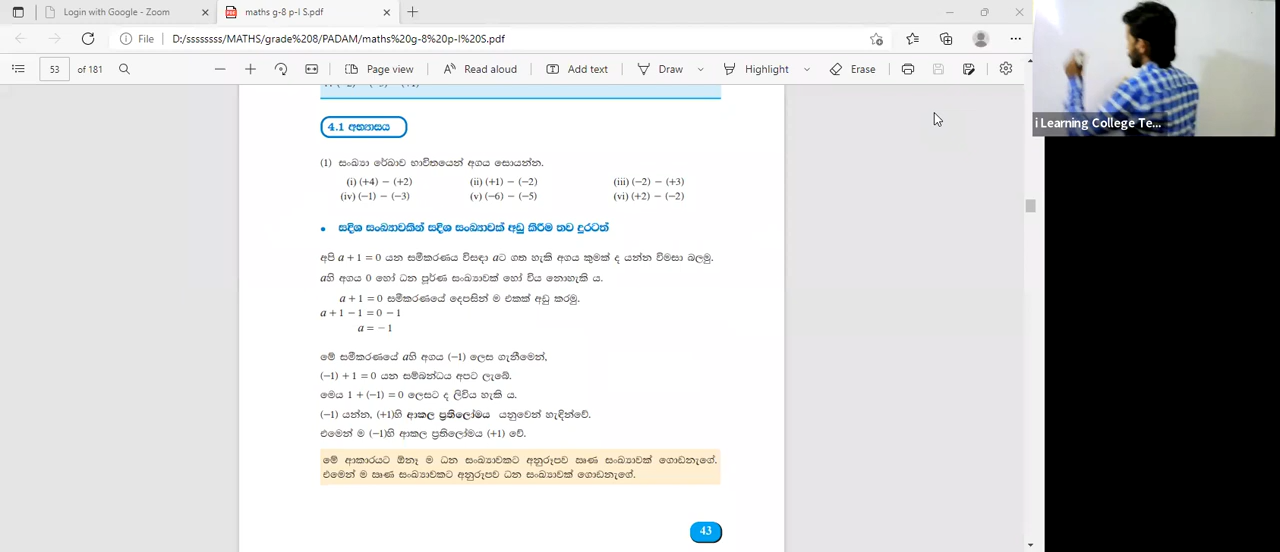 Login with Google - Zoom
maths g-8 p-I S.pdf
File
D:/ssssssss/MATHS/grade%208/PADAM/maths%20g-8%20p-I%20S.pdf
53 of 181
Page view
Read aloud
Add text
Draw
Highlight
Erase
i Learning College Te...
4.1 අභ්‍යාසය
(1) සංඛ්‍යා රේඛාව භාවිතයෙන් අගය සොයන්න.
(i) (+4) − (+2) (ii) (+1) − (−2) (iii) (−2) − (+3)
(iv) (−1) − (−3) (v) (−6) − (−5) (vi) (+2) − (−2)
• සදිශ සංඛ්‍යාවකින් සදිශ සංඛ්‍යාවක් අඩු කිරීම තව දුරටත්
අපි a + 1 = 0 යන සමීකරණය විසඳා aට ගත හැකි අගය කුමක් ද යන්න විමසා බලමු.
aහි අගය 0 හෝ ධන පූර්ණ සංඛ්‍යාවක් හෝ විය නොහැකි ය.
a + 1 = 0 සමීකරණයේ දෙපසින් ම එකක් අඩු කරමු.
a + 1 − 1 = 0 − 1
a = − 1
මේ සමීකරණයේ aහි අගය (−1) ලෙස ගැනීමෙන්,
(−1) + 1 = 0 යන සම්බන්ධය අපට ලැබේ.
මෙය 1 + (−1) = 0 ලෙසට ද ලිවිය හැකි ය.
(−1) යන්න, (+1)හි ආකල ප්‍රතිලෝමය යනුවෙන් හැඳින්වේ.
එමෙන් ම (−1)හි ආකල ප්‍රතිලෝමය (+1) වේ.
මේ ආකාරයට ඕනෑ ම ධන සංඛ්‍යාවකට අනුරූපව ඍණ සංඛ්‍යාවක් ගොඩනැගේ.
එමෙන් ම ඍණ සංඛ්‍යාවකට අනුරූපව ධන සංඛ්‍යාවක් ගොඩනැගේ.
43